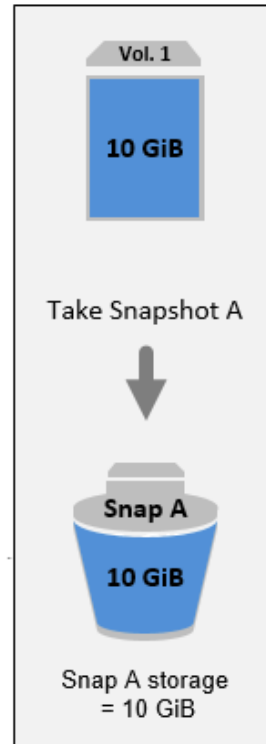 Vol. 1
10 GiB
Take Snapshot A
Snap A
10 GiB
Snap A storage
= 10 GiB